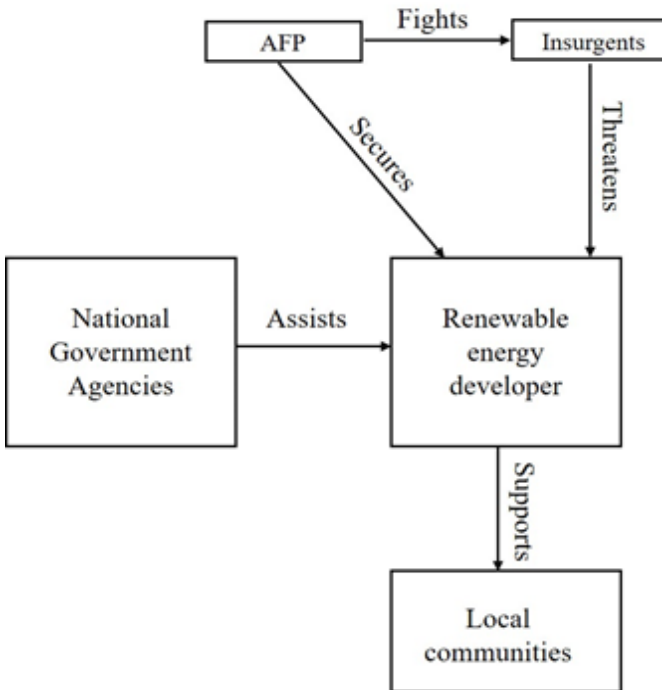 AFP
Fights
Insurgents
Secures
Threatens
National
Government
Agencies
Assists
Renewable
energy
developer
Supports
Local
communities